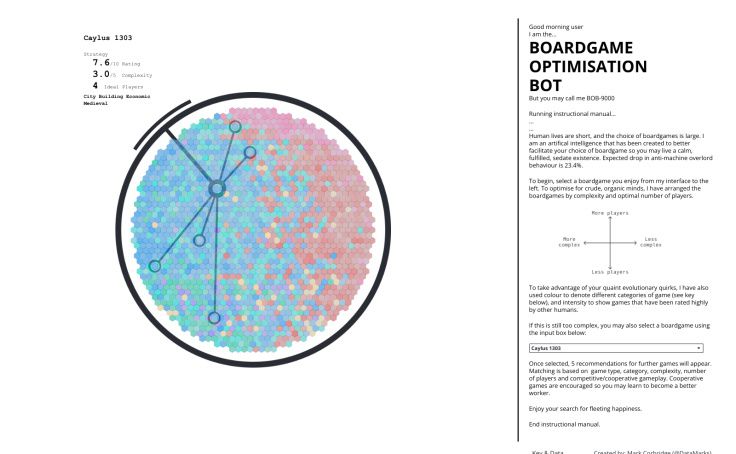 Caylus 1303
Strategy
7.6/10 Rating
3.0/5 Complexity
4 Ideal Players
City Building Economic
Medieval
Good morning user
I am the...
BOARDGAME
OPTIMISATION
BOT
But you may call me BOB-9000
Running instructional manual...
...
...
Human lives are short, and the choice of boardgames is large. I
am an artifical intelligence that has been created to better
facilitate your choice of boardgame so you may live a calm,
fulfilled, sedate existence. Expected drop in anti-machine overlord
behaviour is 23.4%.
To begin, select a boardgame you enjoy from my interface to the
left. To optimise for crude, organic minds, I have arranged the
boardgames by complexity and optimal number of players.
More players
More
complex
Less
complex
Less players
To take advantage of your quaint evolutionary quirks, I have also
used colour to denote different categories of game (see key
below), and intensity to show games that have been rated highly
by other humans.
If this is still too complex, you may also select a boardgame using
the input box below:
Caylus 1303
Once selected, 5 recommendations for further games will appear.
Matching is based on game type, category, complexity, number
of players and competitive/cooperative gameplay. Cooperative
games are encouraged so you may learn to become a better
worker.
Enjoy your search for fleeting happiness.
End instructional manual.
Key & Data
Created by: Mark Corbridge (@DataMarks)